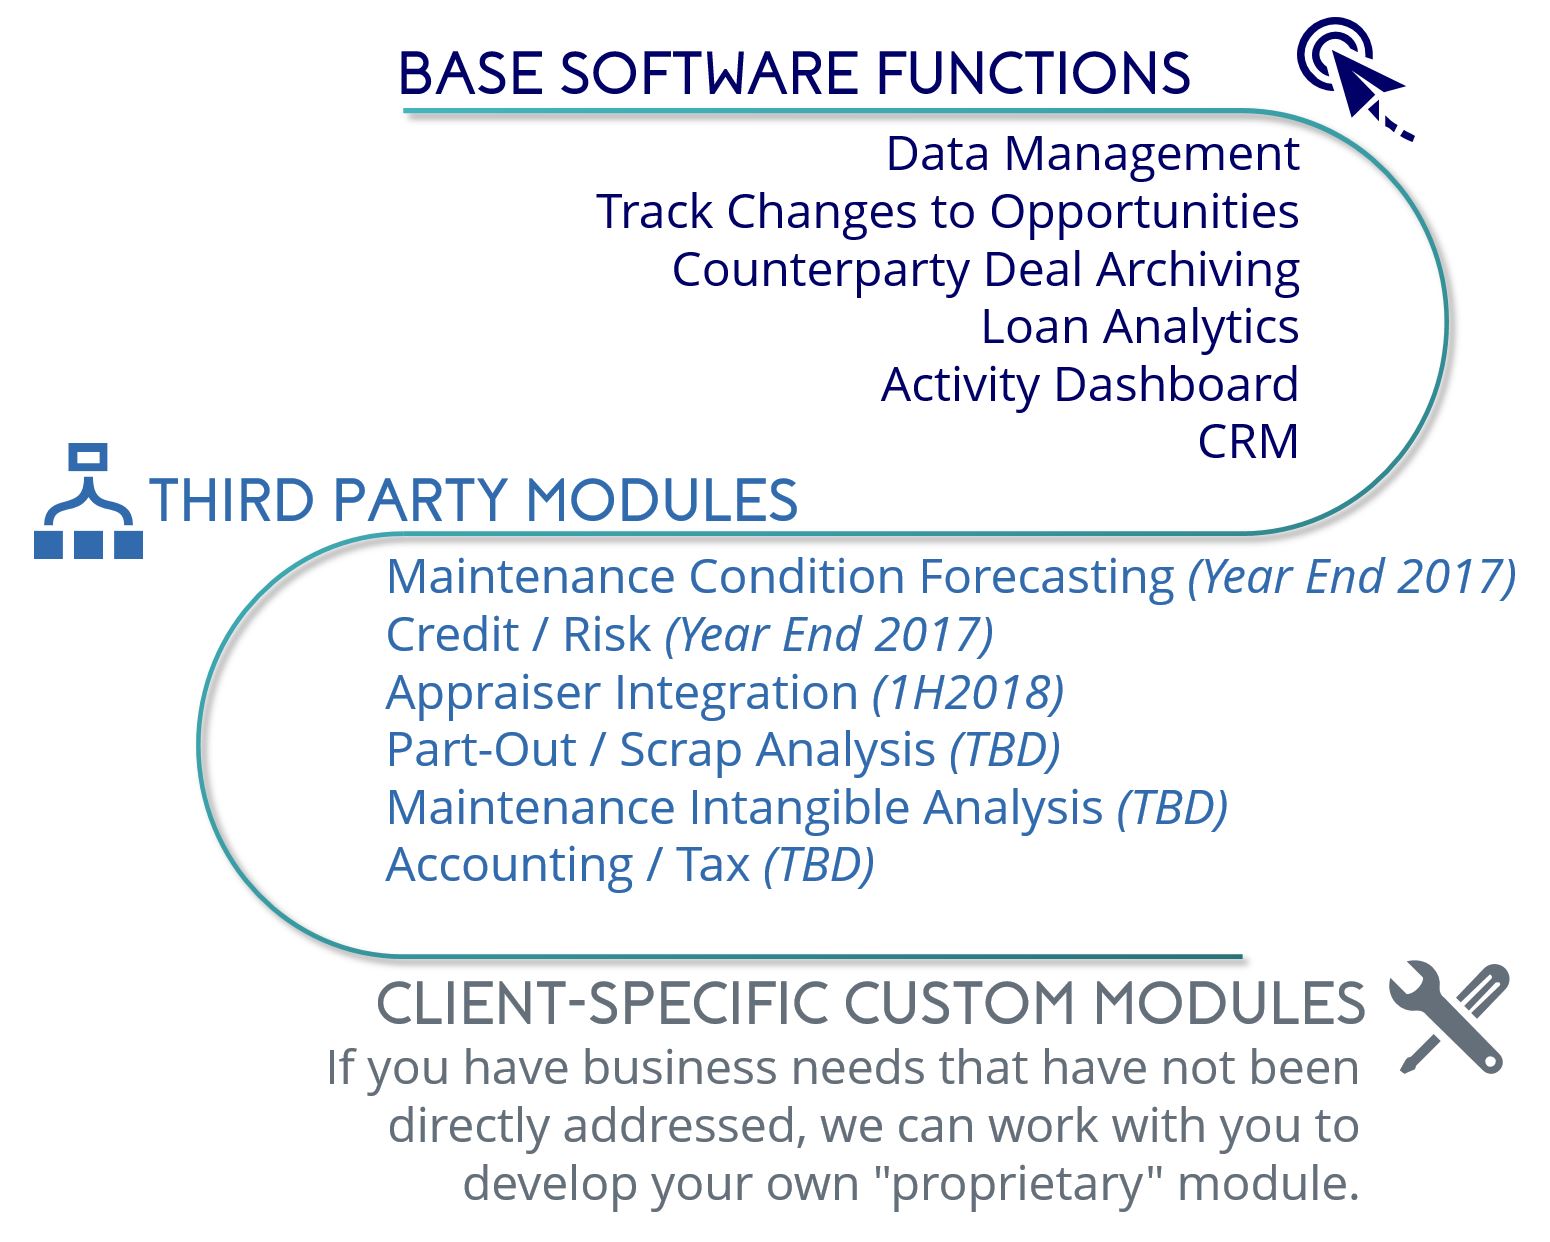 BASE SOFTWARE FUNCTIONS
Data Management
Track Changes to Opportunities
Counterparty Deal Archiving
Loan Analytics
Activity Dashboard
CRM
THIRD PARTY MODULES
Maintenance Condition Forecasting (Year End 2017)
Credit / Risk (Year End 2017)
Appraiser Integration (1H2018)
Part-Out / Scrap Analysis (TBD)
Maintenance Intangible Analysis (TBD)
Accounting / Tax (TBD)
CLIENT-SPECIFIC CUSTOM MODULES
If you have business needs that have not been
directly addressed, we can work with you to
develop your own "proprietary" module.